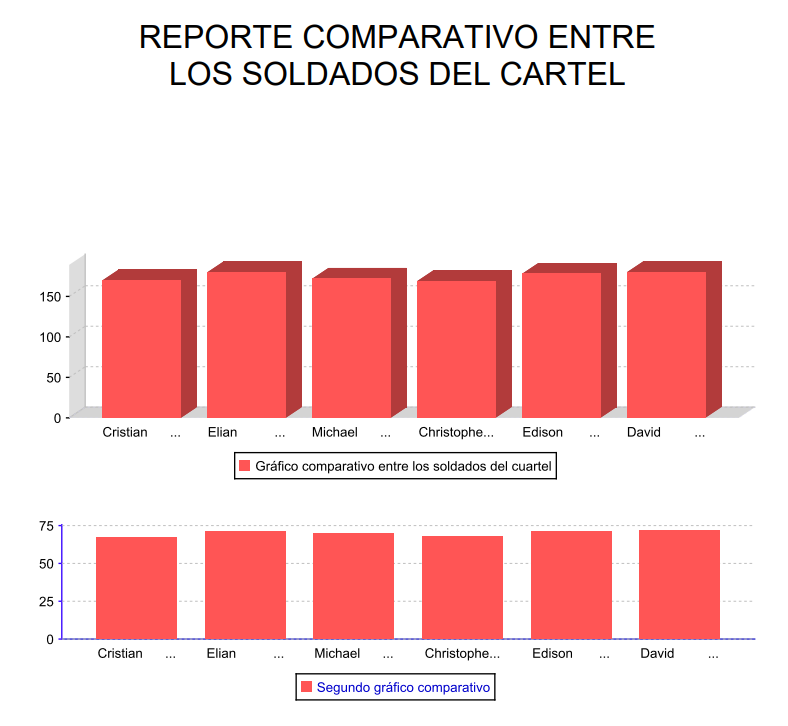 REPORTE COMPARATIVO ENTRE
LOS SOLDADOS DEL CARTEL
150
100
50
0
Cristian ... Elian ... Michael ... Christophe... Edison ... David ...
Gráfico comparativo entre los soldados del cuartel
75
50
25
0
Cristian ... Elian ... Michael ... Christophe... Edison ... David ...
Segundo gráfico comparativo